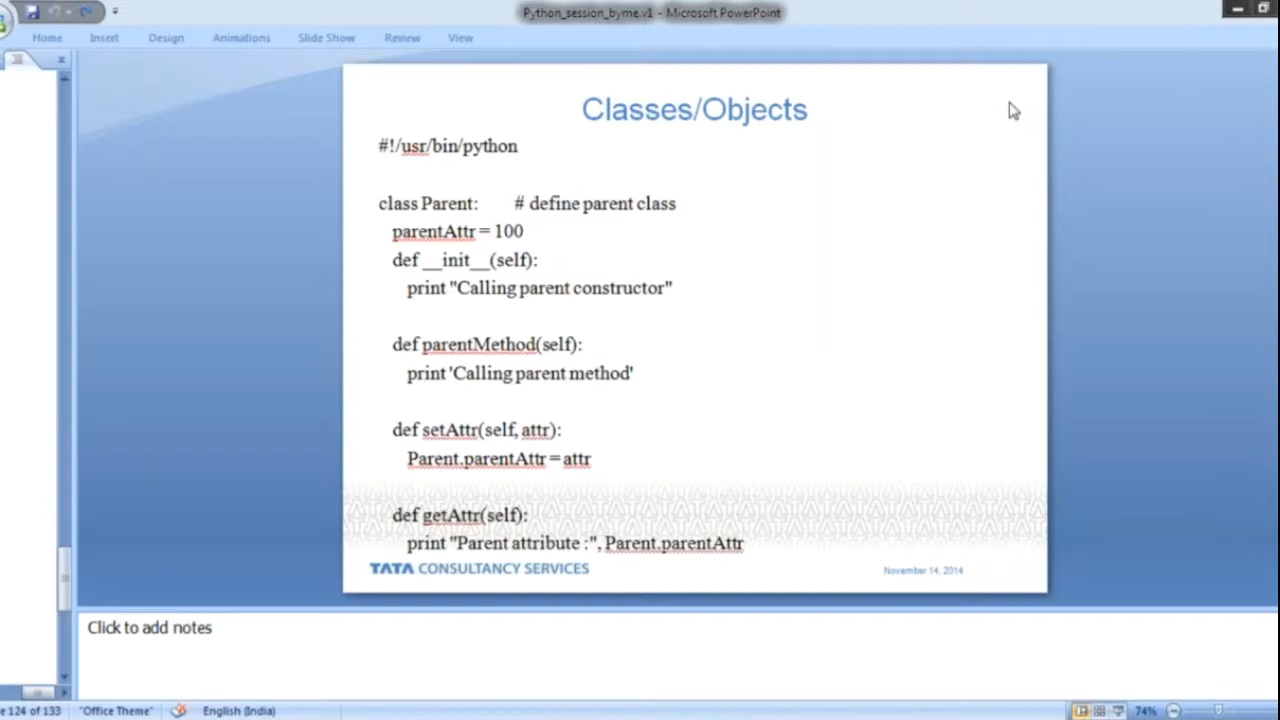 Python_session_byme.v1 - Microsoft PowerPoint
Home Insert Design Animations Slide Show Review View
Classes/Objects
#!/usr/bin/python
class Parent: # define parent class
parentAttr = 100
def __init__(self):
print "Calling parent constructor"
def parentMethod(self):
print 'Calling parent method'
def setAttr(self, attr):
Parent.parentAttr = attr
def getAttr(self):
print "Parent attribute :", Parent.parentAttr
TATA CONSULTANCY SERVICES
November 14, 2014
Click to add notes
e 124 of 133 "Office Theme" English (India) 74%